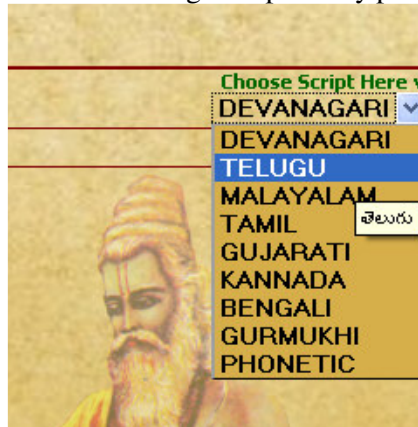 Choose Script Here
DEVANAGARI
DEVANAGARI
TELUGU
MALAYALAM
తెలుగు
TAMIL
GUJARATI
KANNADA
BENGALI
GURMUKHI
PHONETIC